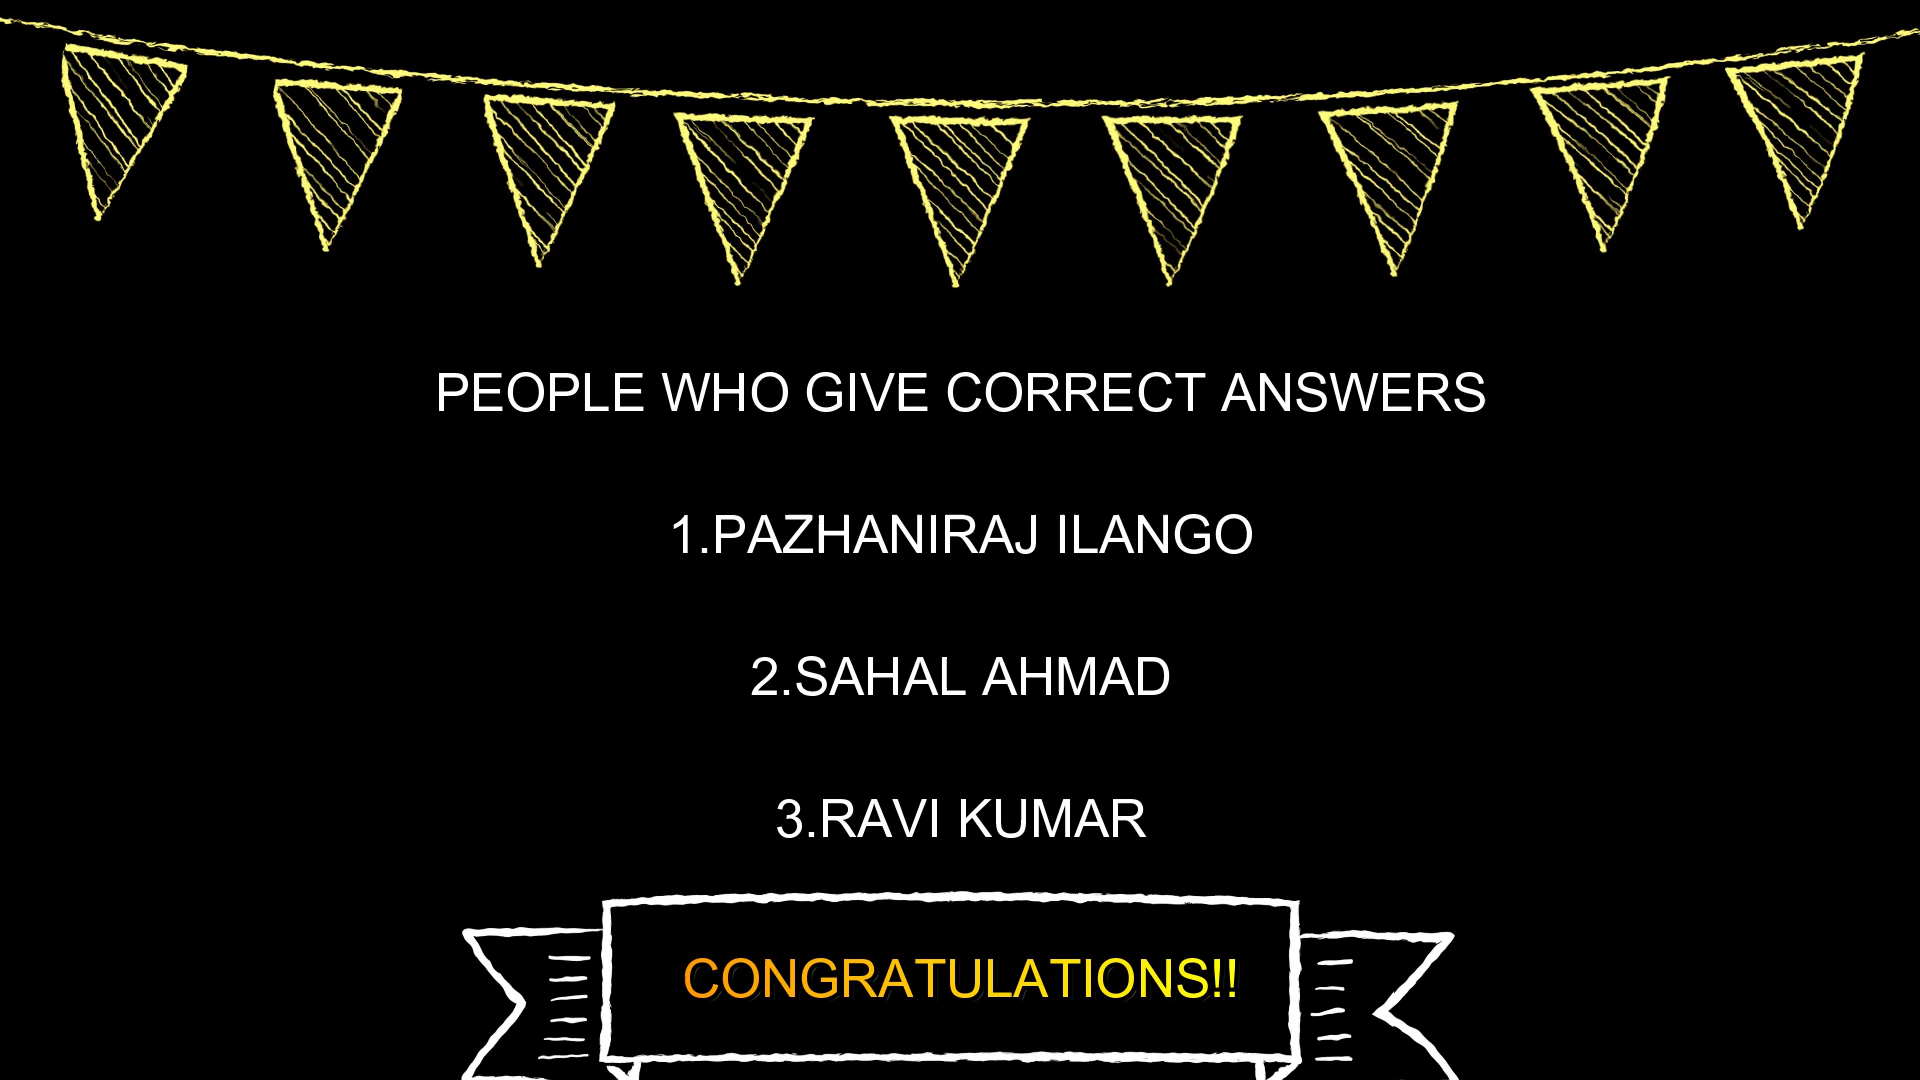 PEOPLE WHO GIVE CORRECT ANSWERS
1.PAZHANIRAJ ILANGO
2.SAHAL AHMAD
3.RAVI KUMAR
CONGRATULATIONS!!